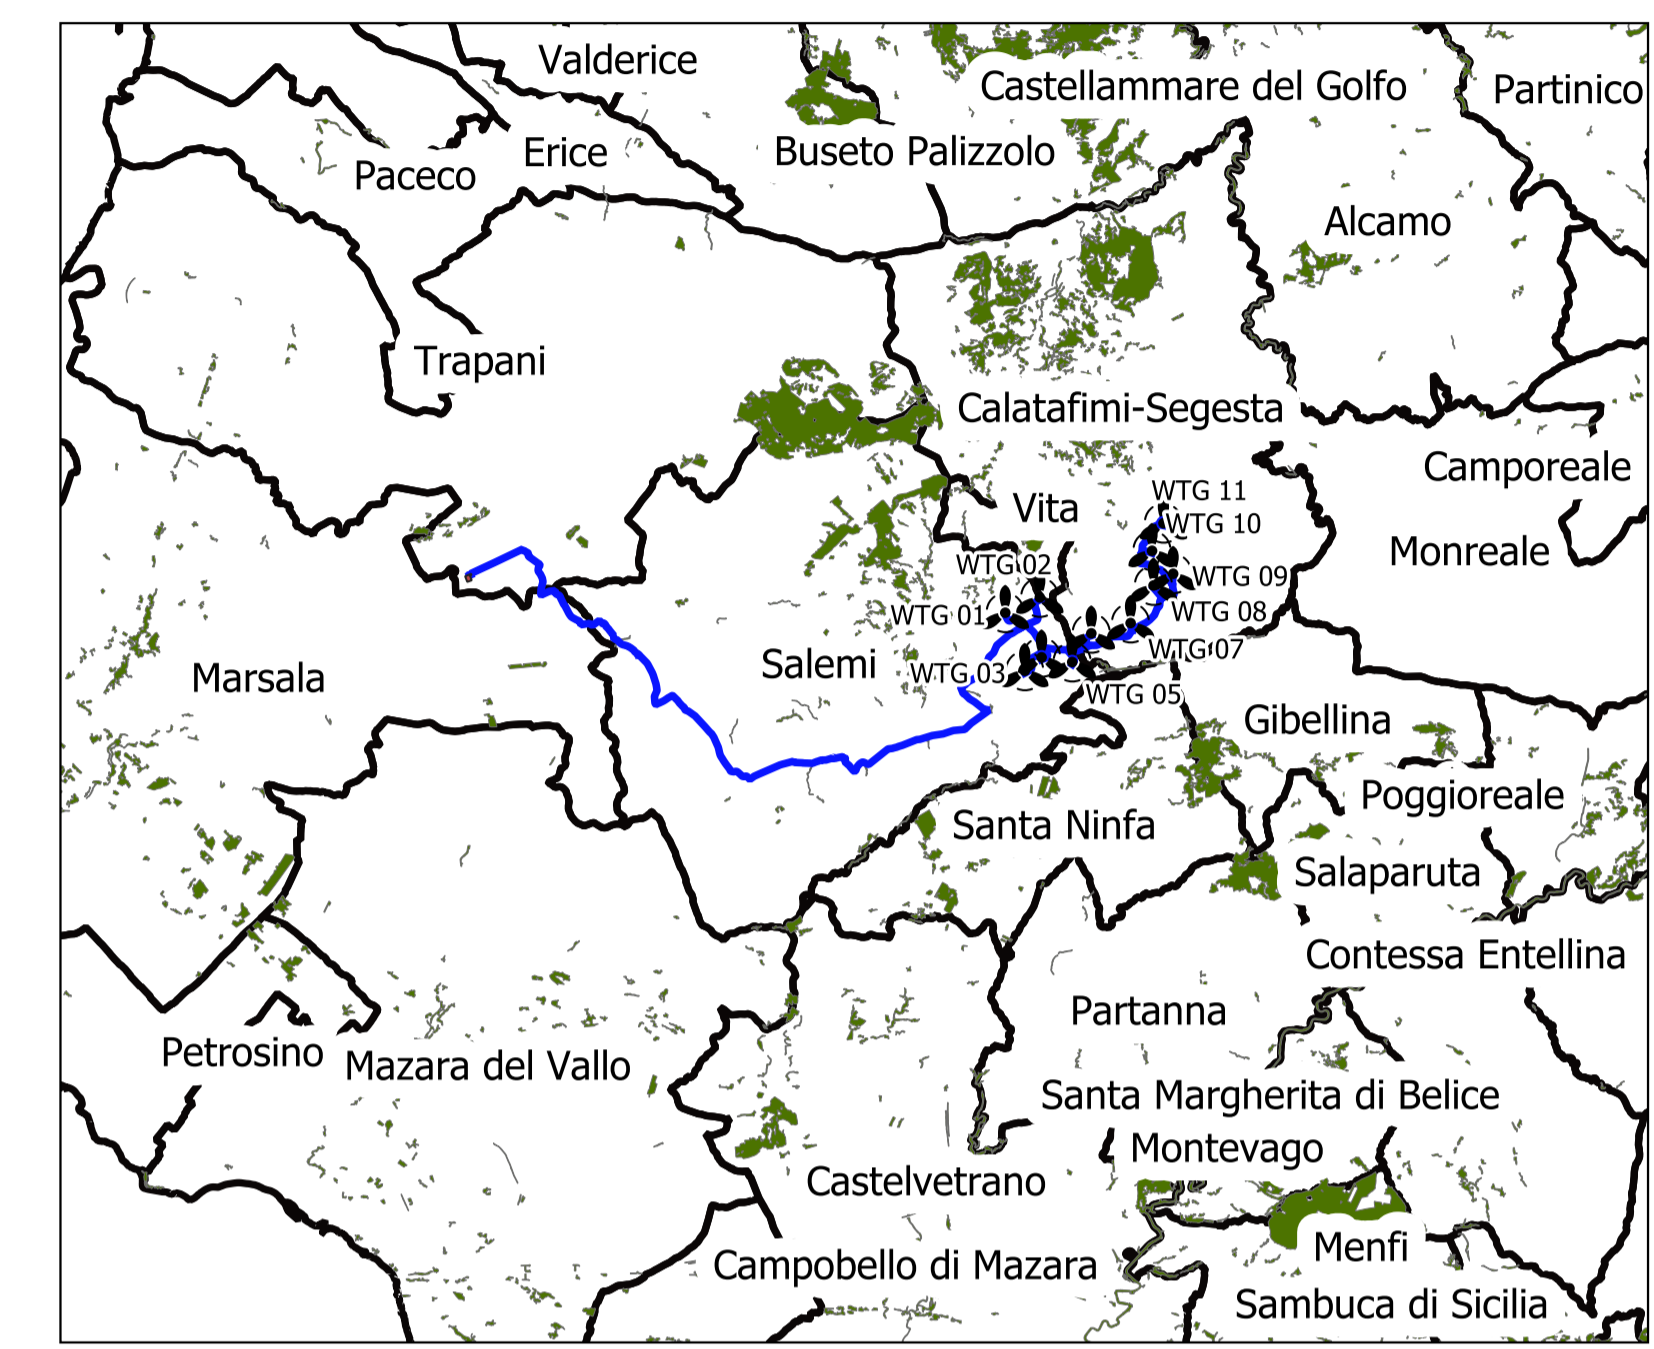 Valderice
Castellammare del Golfo
Partinico
Erice
Buseto Palizzolo
Paceco
Alcamo
Trapani
Calatafimi-Segesta
Camporeale
WTG 11
Vita
WTG 10
Monreale
WTG 02
WTG 09
WTG 01
WTG 08
WTG 07
Marsala
Salemi
WTG 03
WTG 05
Gibellina
Poggioreale
Santa Ninfa
Salaparuta
Contessa Entellina
Partanna
Petrosino
Mazara del Vallo
Santa Margherita di Belice
Montevago
Castelvetrano
Menfi
Campobello di Mazara
Sambuca di Sicilia